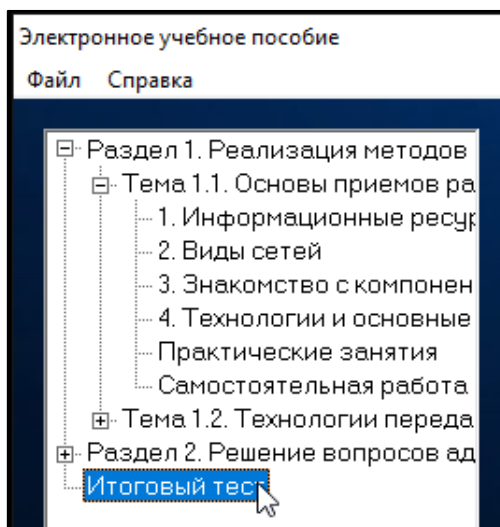 Электронное учебное пособие
Файл Справка
Раздел 1. Реализация методов
Тема 1.1. Основы приемов ра
1. Информационные ресур
2. Виды сетей
3. Знакомство с компонен
4. Технологии и основные
Практические занятия
Самостоятельная работа
Тема 1.2. Технологии переда
Раздел 2. Решение вопросов ад
Итоговый тест